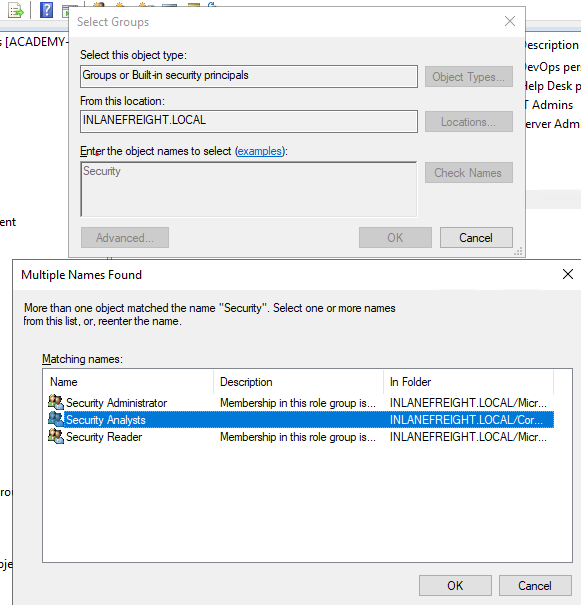 Select Groups
s [ACADEMY-
Description
Select this object type:
Groups or Built-in security principals
Object Types...
DevOps pers
Help Desk p
From this location:
IT Admins
INLANEFREIGHT.LOCAL
Locations...
erver Admi
Enter the object names to select (examples):
Security
Check Names
ent
Advanced...
OK
Cancel
Multiple Names Found
More than one object matched the name "Security". Select one or more names
from this list, or, reenter the name.
Matching names:
Name
Description
In Folder
Security Administrator
Membership in this role group is...
INLANEFREIGHT.LOCAL/Micr...
Security Analysts
INLANEFREIGHT.LOCAL/Cor...
Security Reader
Membership in this role group is...
INLANEFREIGHT.LOCAL/Micr...
ro
oje
OK
Cancel